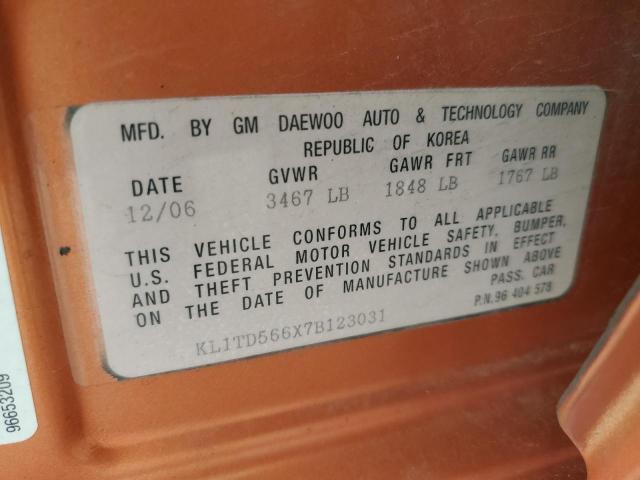 MFD. BY GM DAEWOO AUTO & TECHNOLOGY COMPANY
REPUBLIC OF KOREA
DATE GVWR GAWR FRT GAWR RR
12/06 3467 LB 1848 LB 1767 LB
THIS VEHICLE CONFORMS TO ALL APPLICABLE
U.S. FEDERAL MOTOR VEHICLE SAFETY, BUMPER,
AND THEFT PREVENTION STANDARDS IN EFFECT
ON THE DATE OF MANUFACTURE SHOWN ABOVE
PASS. CAR
KL1TD566X7B123031
P.N.96 404 578
96653209